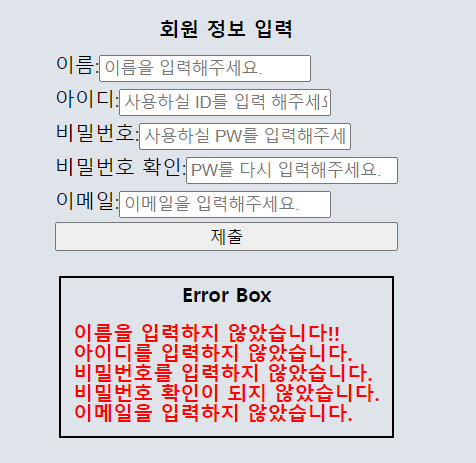 회원 정보 입력
이름:이름을 입력해주세요.
아이디:사용하실 ID를 입력 해주세요
비밀번호:사용하실 PW를 입력해주세
비밀번호 확인:PW를 다시 입력해주세요.
이메일:이메일을 입력해주세요.
제출
Error Box
이름을 입력하지 않았습니다!!
아이디를 입력하지 않았습니다.
비밀번호를 입력하지 않았습니다.
비밀번호 확인이 되지 않았습니다.
이메일을 입력하지 않았습니다.